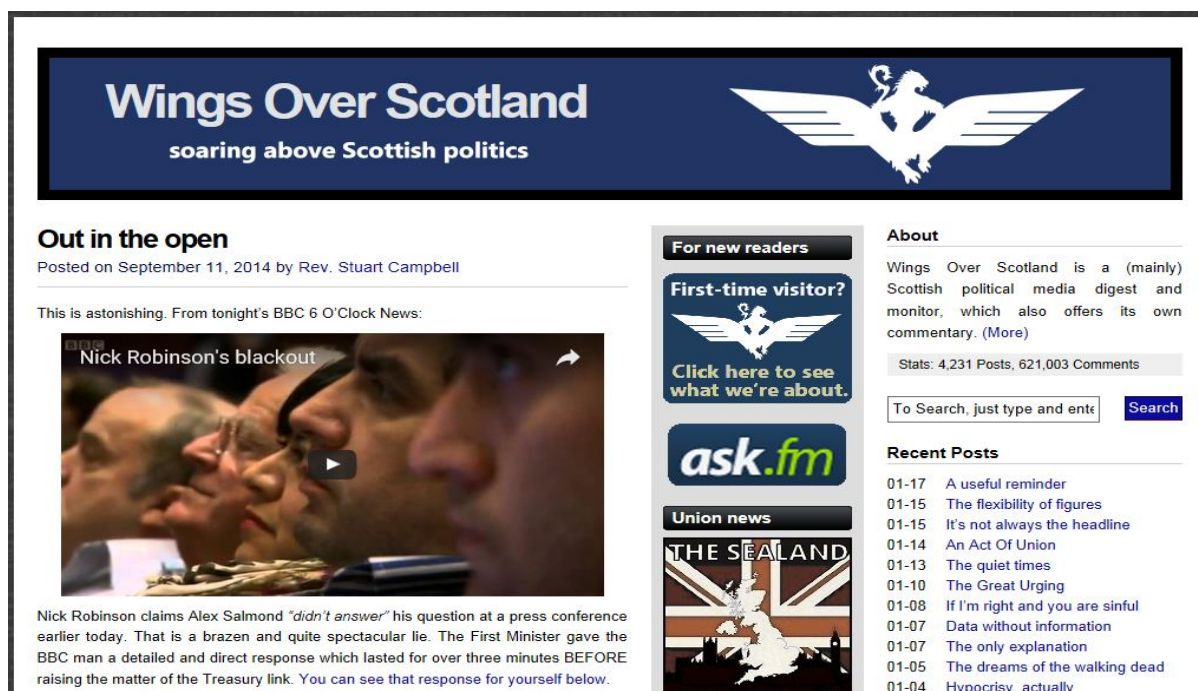 Wings Over Scotland
soaring above Scottish politics
Out in the open
Posted on September 11, 2014 by Rev. Stuart Campbell
This is astonishing. From tonight's BBC 6 O'Clock News:
BBC
Nick Robinson's blackout
Nick Robinson claims Alex Salmond "didn't answer" his question at a press conference
earlier today. That is a brazen and quite spectacular lie. The First Minister gave the
BBC man a detailed and direct response which lasted for over three minutes BEFORE
raising the matter of the Treasury link. You can see that response for yourself below.
For new readers
First-time visitor?
Click here to see
what we're about.
ask.fm
Union news
THE SEALAND
About
Wings Over Scotland is a (mainly)
Scottish political media digest and
monitor, which also offers its own
commentary. (More)
Stats: 4,231 Posts, 621,003 Comments
To Search, just type and ente
Search
Recent Posts
01-17 A useful reminder
01-15 The flexibility of figures
01-15 It's not always the headline
01-14 An Act Of Union
01-13 The quiet times
01-10 The Great Urging
01-08 If I'm right and you are sinful
01-07 Data without information
01-07 The only explanation
01-05 The dreams of the walking dead
01-04 Hypocrisy, actually